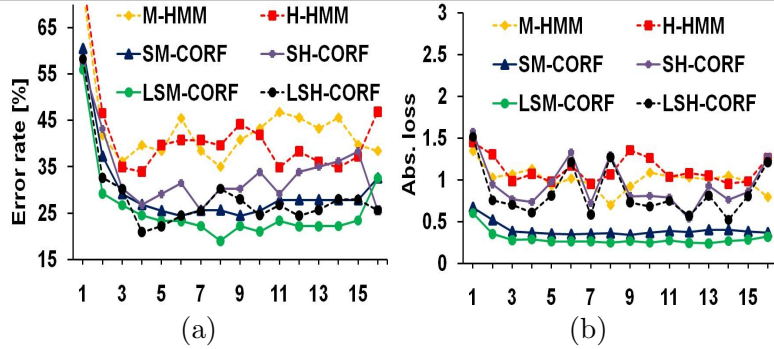 M-HMM H-HMM
SM-CORF SH-CORF
LSM-CORF LSH-CORF
Error rate [%]
65
55
45
35
25
15
1 3 5 7 9 11 13 15
(a)
M-HMM H-HMM
SM-CORF SH-CORF
LSM-CORF LSH-CORF
Abs. loss
3
2.5
2
1.5
1
0.5
0
1 3 5 7 9 11 13 15
(b)